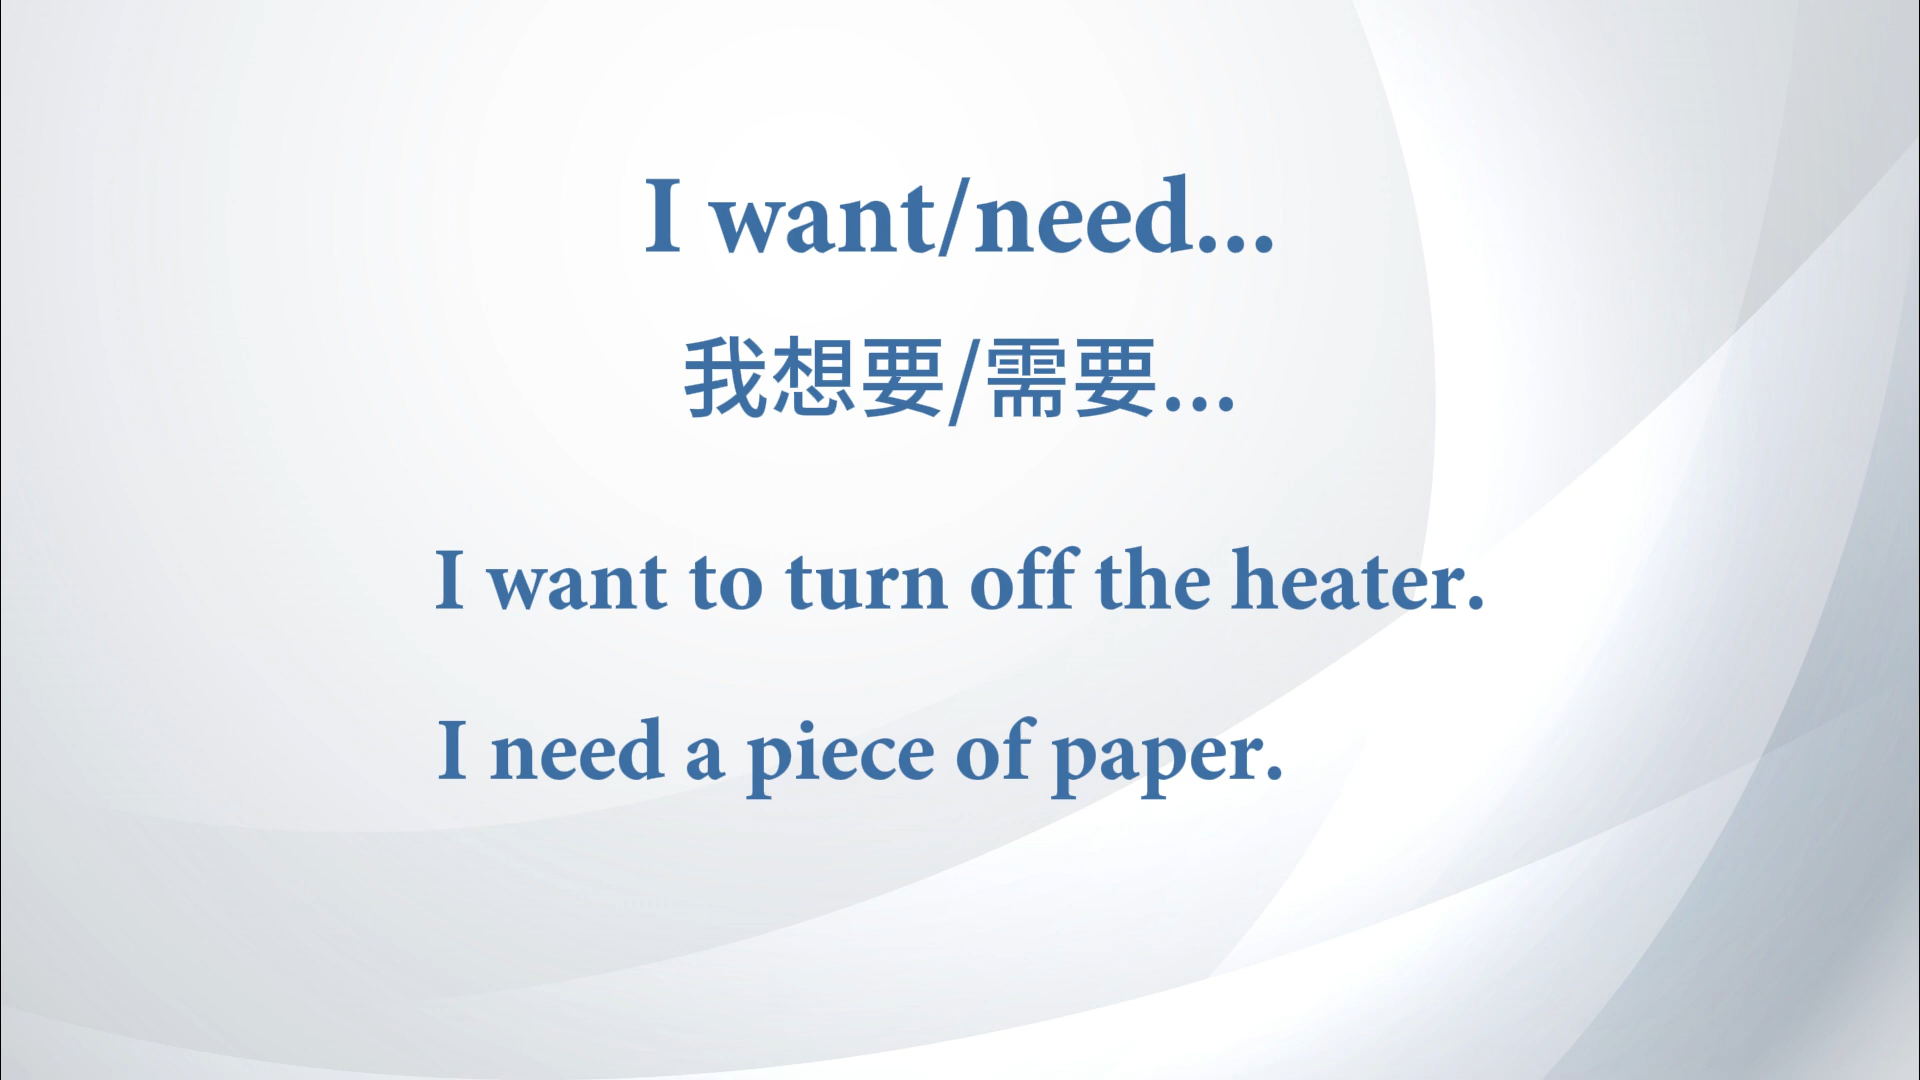 I want/need...
我想要/需要...
I want to turn off the heater.
I need a piece of paper.